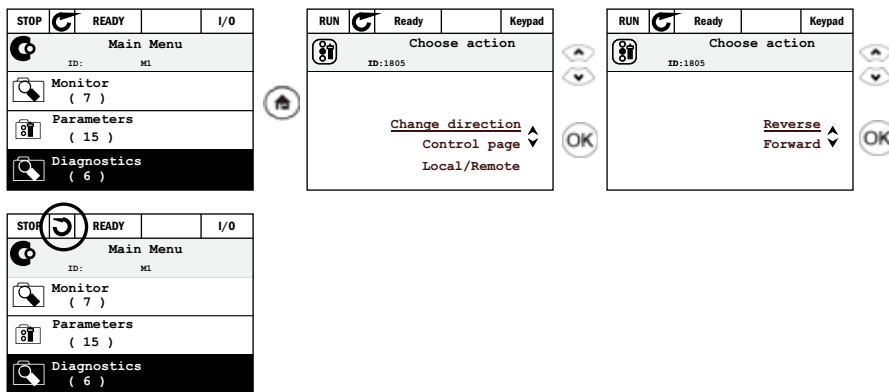 STOP READY I/O
Main Menu
ID: M1
Monitor
( 7 )
Parameters
( 15 )
Diagnostics
( 6 )
RUN Ready Keypad
Choose action
ID:1805
Change direction
Control page
Local/Remote
OK
RUN Ready Keypad
Choose action
ID:1805
Reverse
Forward
OK
STOP READY I/O
Main Menu
ID: M1
Monitor
( 7 )
Parameters
( 15 )
Diagnostics
( 6 )